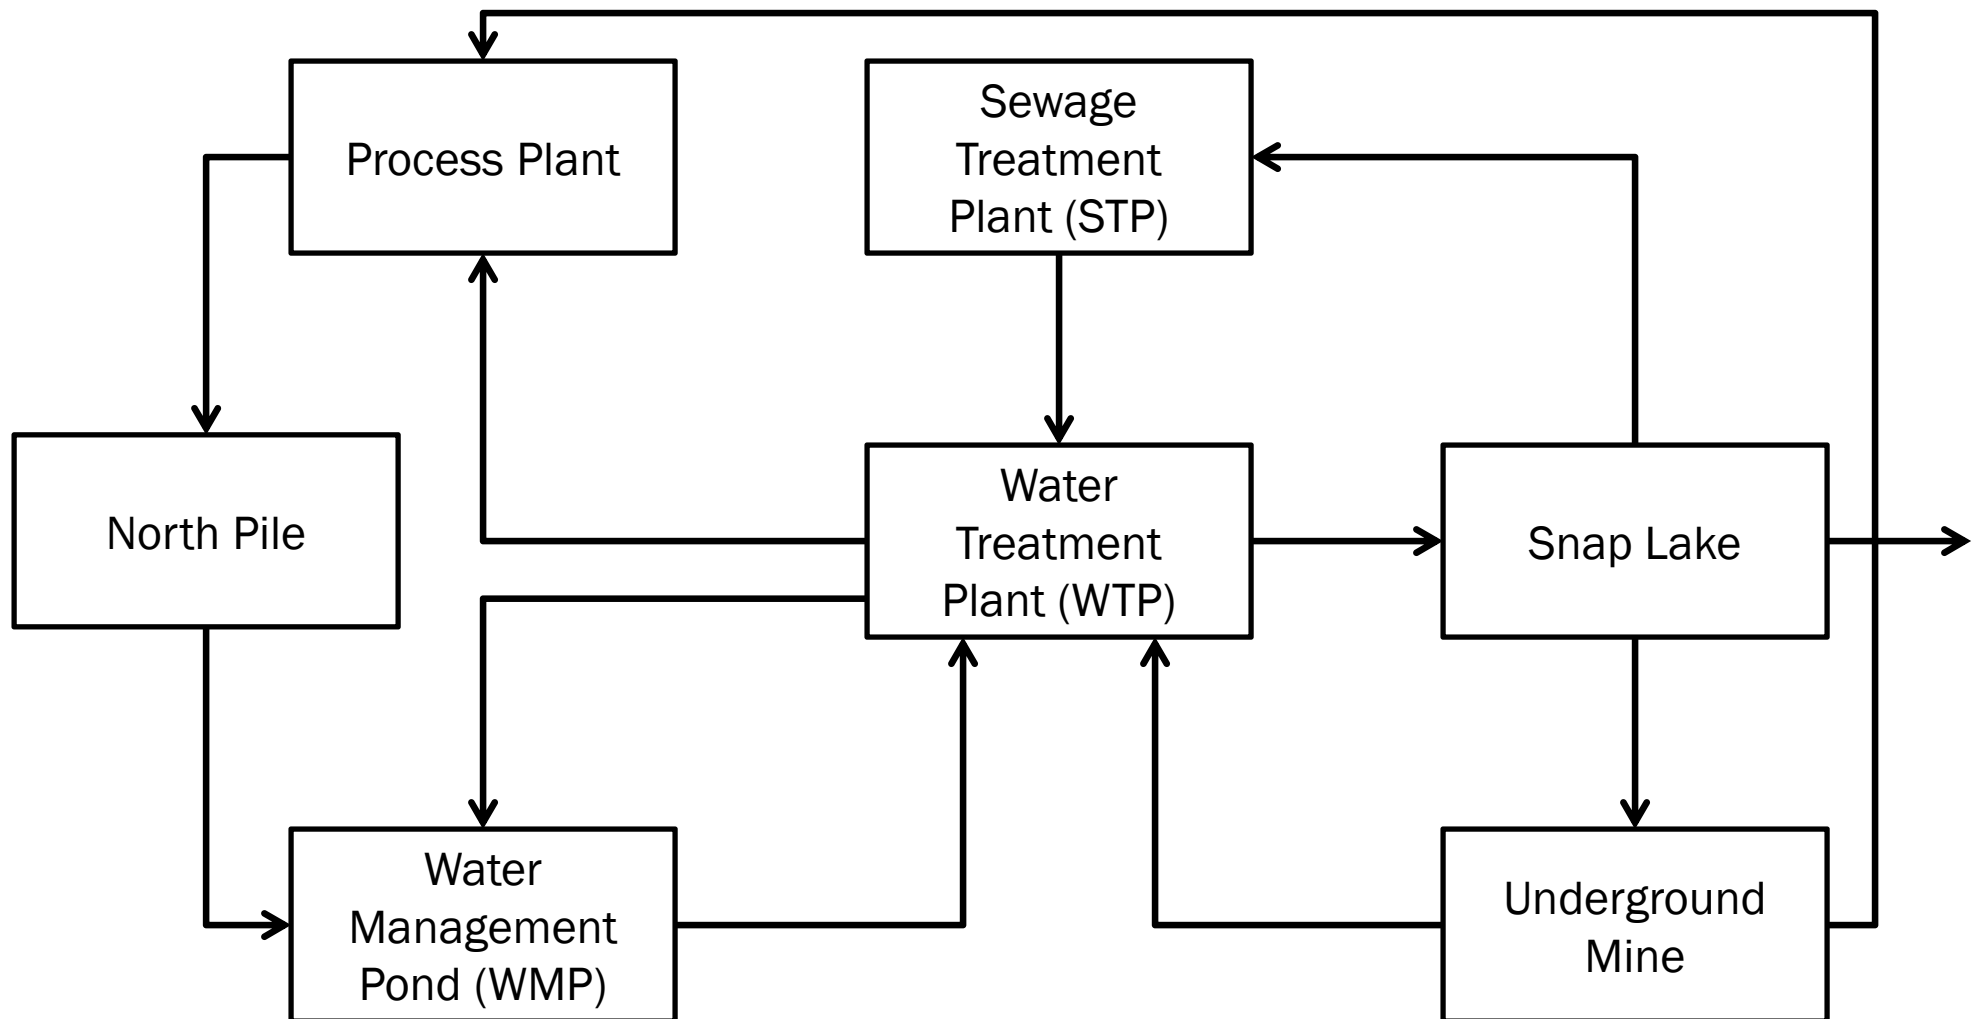 Process Plant
Sewage
Treatment
Plant (STP)
North Pile
Water
Treatment
Plant (WTP)
Snap Lake
Water
Management
Pond (WMP)
Underground
Mine